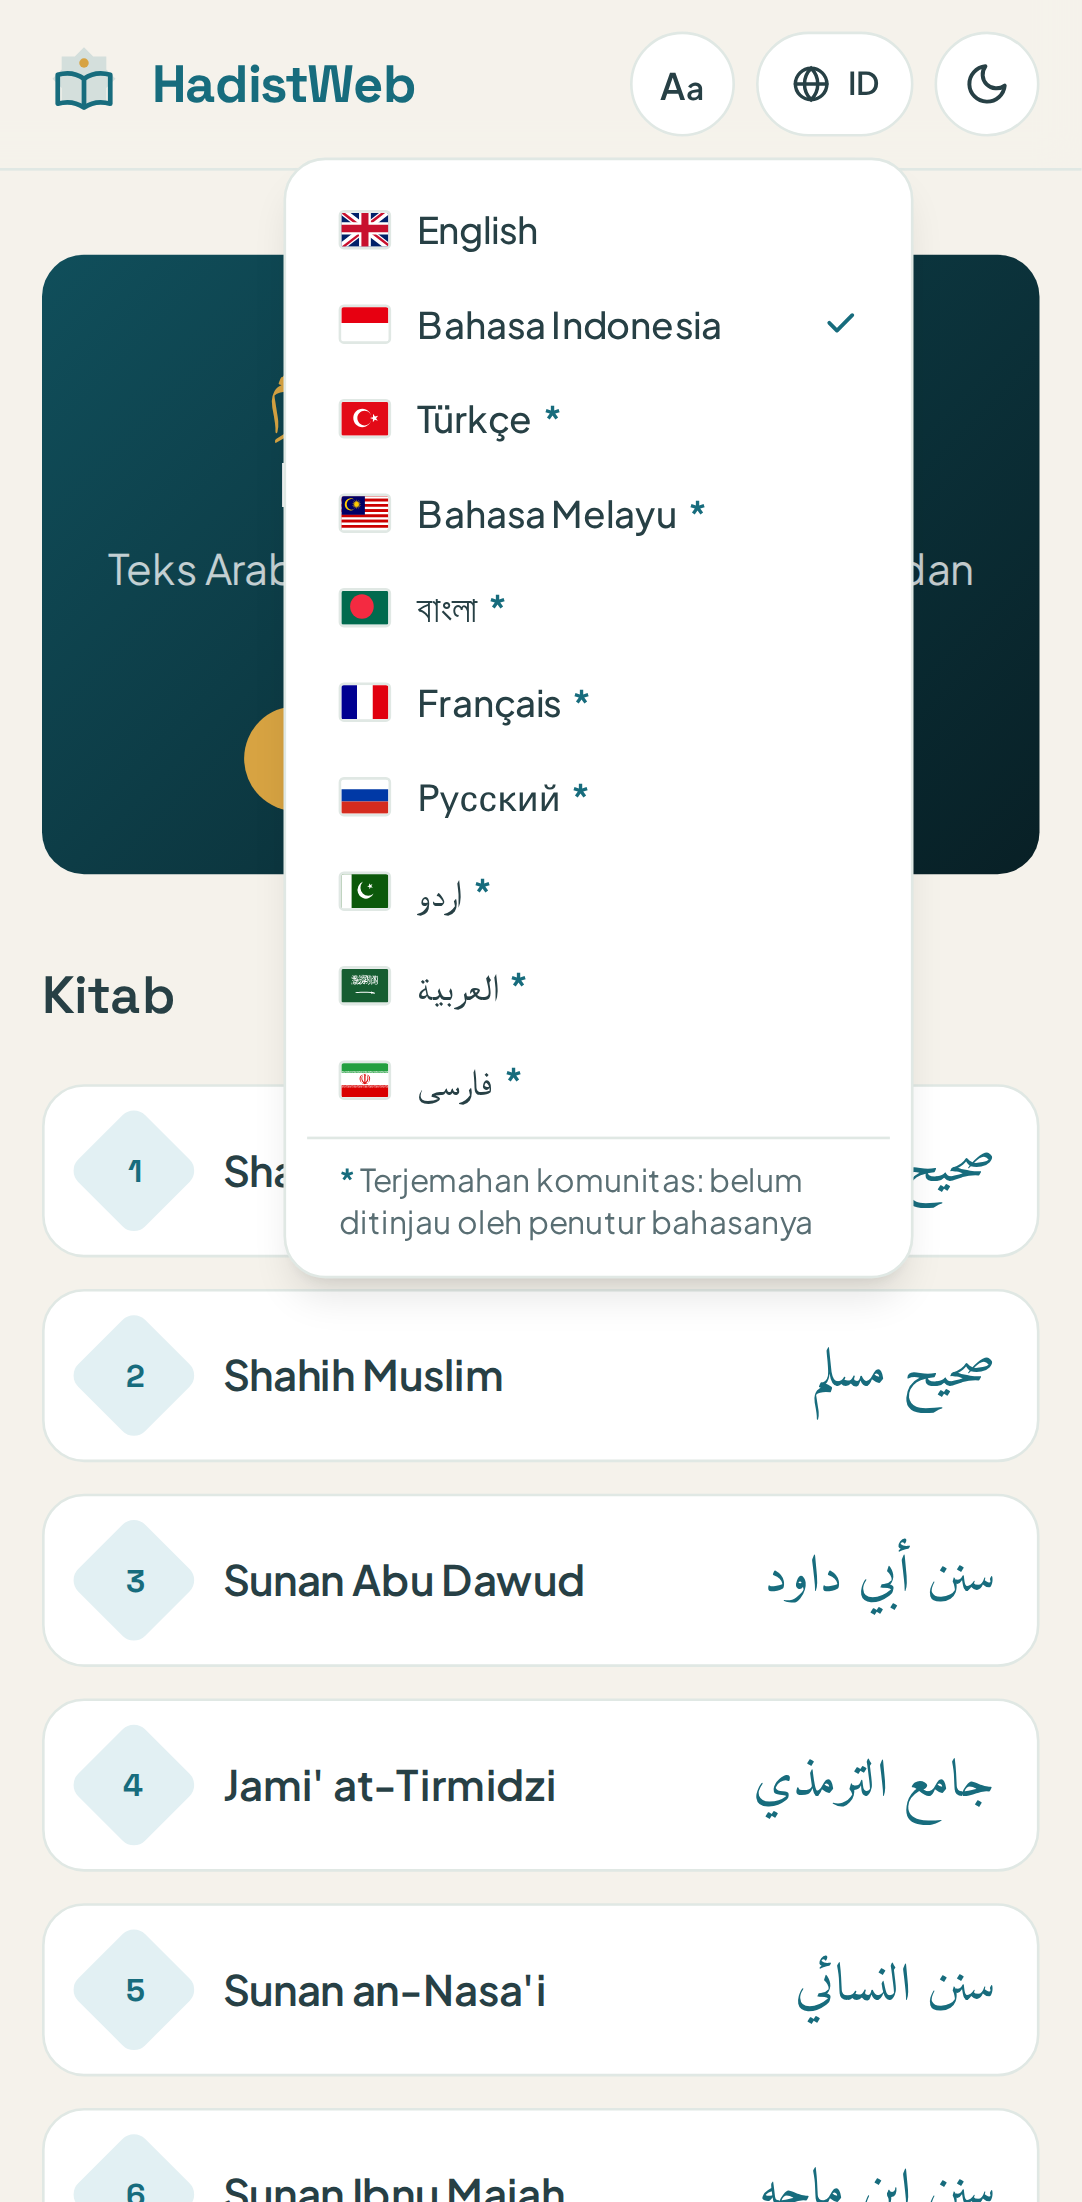 HadistWeb
Aa
ID
English
Bahasa Indonesia
Türkçe *
Bahasa Melayu *
বাংলা *
Français *
Русский *
اردو *
العربية *
فارسی *
* Terjemahan komunitas: belum
ditinjau oleh penutur bahasanya
Teks Arab
dan
Kitab
1
صحيح
2 Shahih Muslim صحيح مسلم
3 Sunan Abu Dawud سنن أبي داود
4 Jami' at-Tirmidzi جامع الترمذي
5 Sunan an-Nasa'i سنن النسائي
6 Sunan Ibnu Majah سنن ابن ماجه